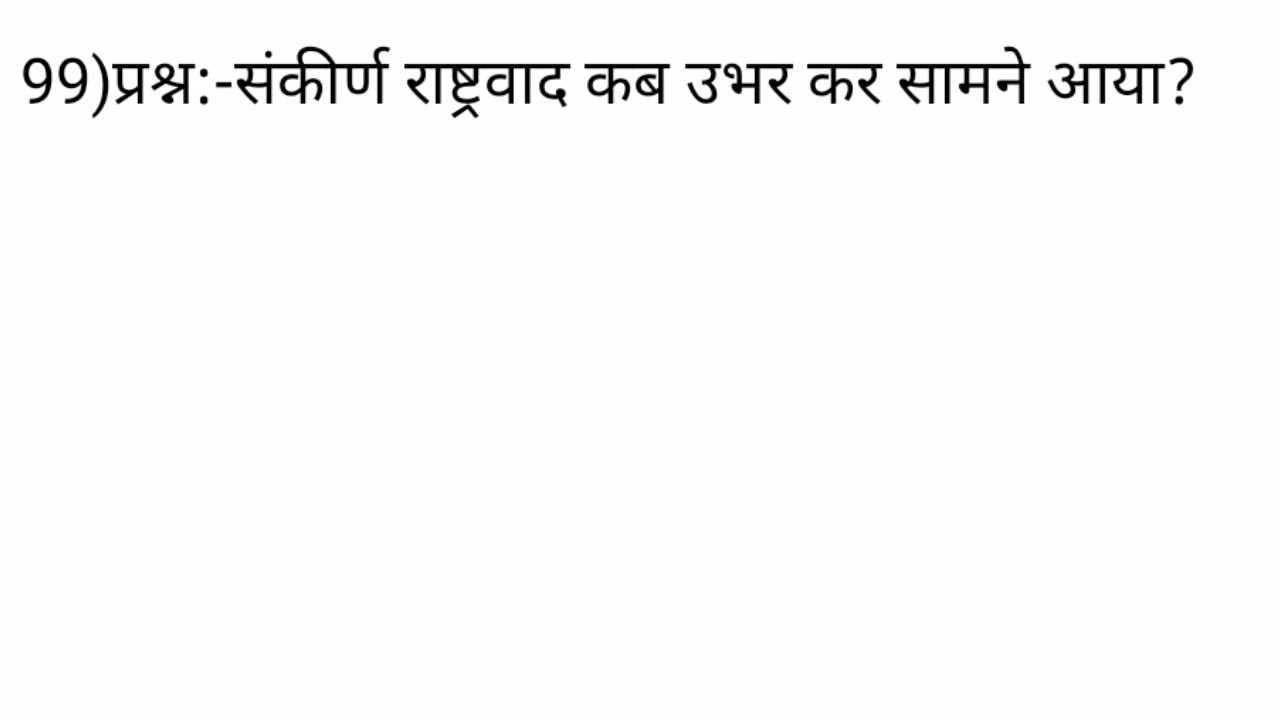 99)प्रश्न:-संकीर्ण राष्ट्रवाद कब उभर कर सामने आया?